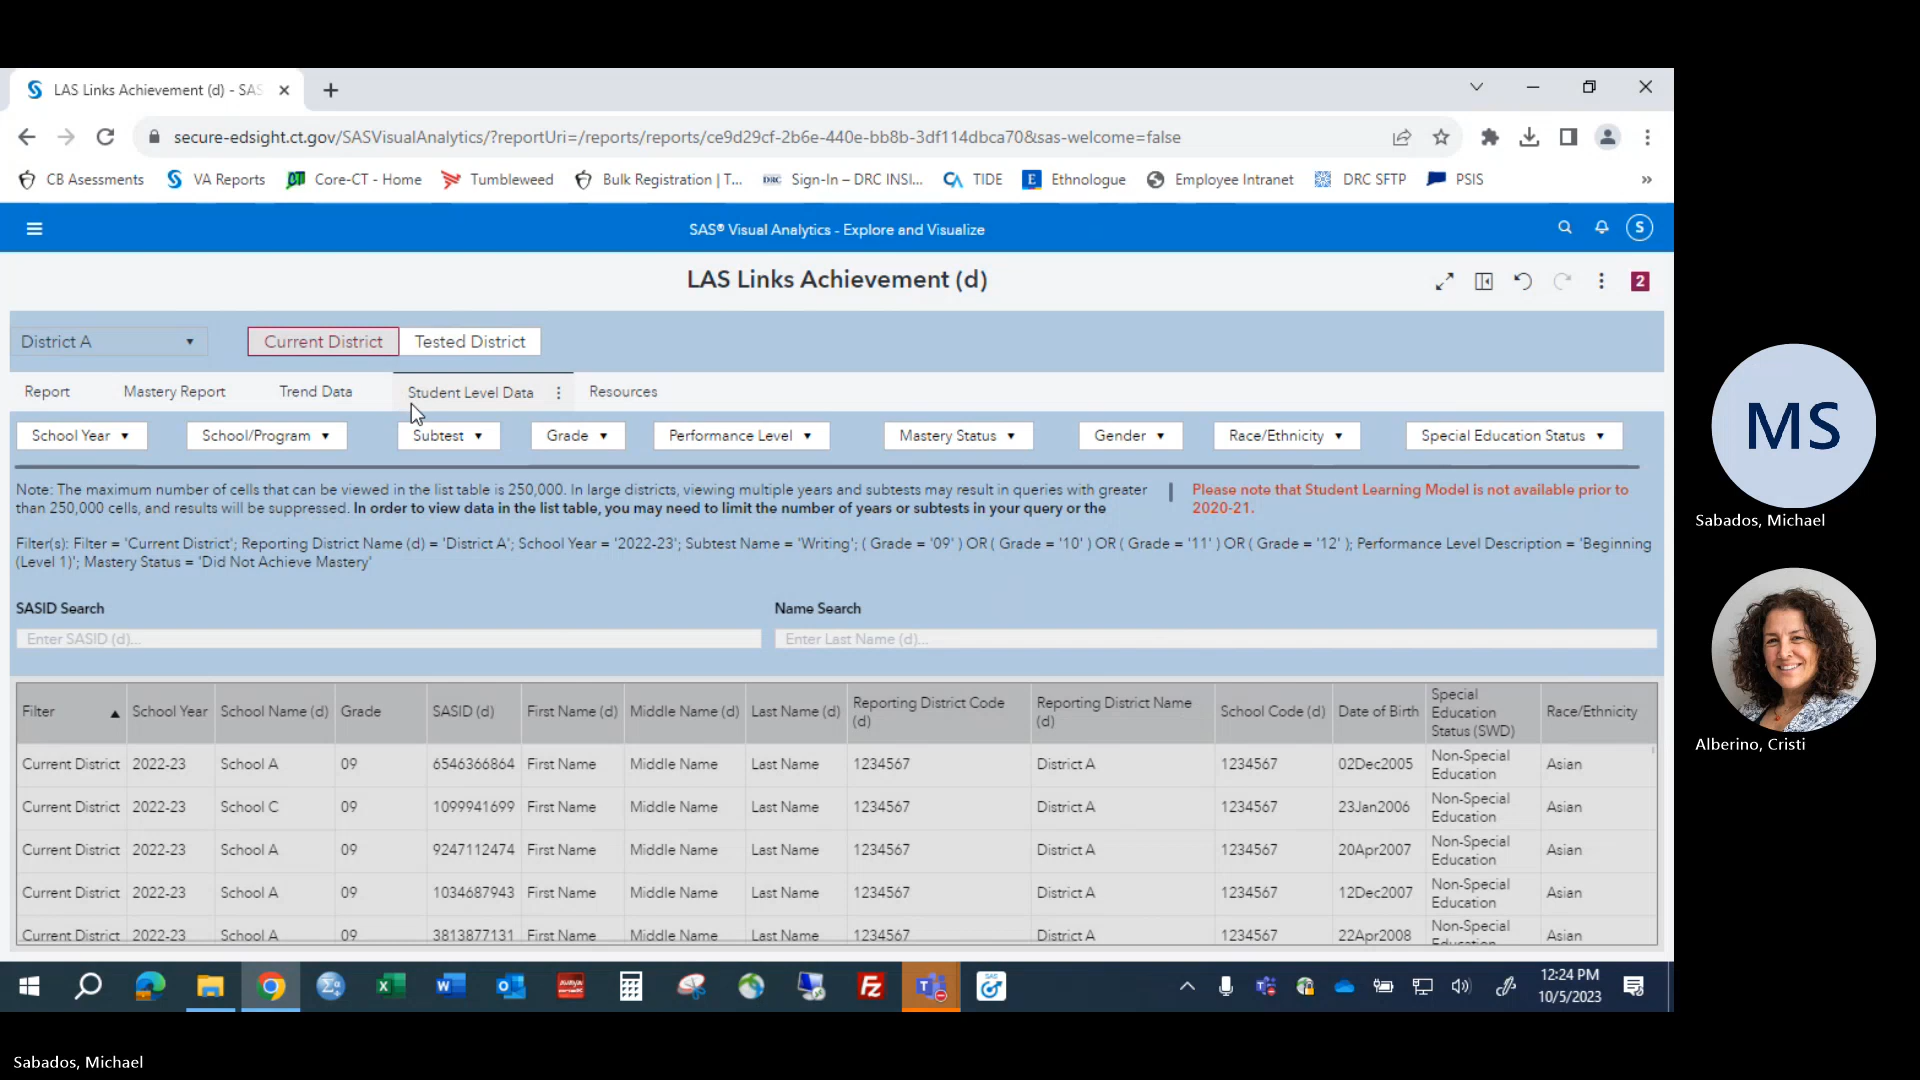 LAS Links Achievement (d) - SAS
secure-edsight.ct.gov/SASVisualAnalytics/?reportUri=/reports/reports/ce9d29cf-2b6e-440e-bb8b-3df114dbca70&sas-welcome=false
CB Asessments VA Reports Core-CT - Home Tumbleweed Bulk Registration | T... DRC Sign-In – DRC INSI... TIDE E Ethnologue Employee Intranet DRC SFTP PSIS »
SAS® Visual Analytics - Explore and Visualize S
LAS Links Achievement (d) 2
District A Current District Tested District
Report Mastery Report Trend Data Student Level Data Resources
School Year School/Program Subtest Grade Performance Level Mastery Status Gender Race/Ethnicity Special Education Status
Note: The maximum number of cells that can be viewed in the list table is 250,000. In large districts, viewing multiple years and subtests may result in queries with greater
than 250,000 cells, and results will be suppressed. In order to view data in the list table, you may need to limit the number of years or subtests in your query or the
Please note that Student Learning Model is not available prior to
2020-21.
Filter(s): Filter = 'Current District'; Reporting District Name (d) = 'District A'; School Year = '2022-23'; Subtest Name = 'Writing'; ( Grade = '09' ) OR ( Grade = '10' ) OR ( Grade = '11' ) OR ( Grade = '12' ); Performance Level Description = 'Beginning
(Level 1)'; Mastery Status = 'Did Not Achieve Mastery'
SASID Search Name Search
Enter SASID (d)... Enter Last Name (d)...
Filter School Year School Name (d) Grade SASID (d) First Name (d) Middle Name (d) Last Name (d) Reporting District Code (d) Reporting District Name (d) School Code (d) Date of Birth Special Education Status (SWD) Race/Ethnicity
Current District 2022-23 School A 09 6546366864 First Name Middle Name Last Name 1234567 District A 1234567 02Dec2005 Non-Special Education Asian
Current District 2022-23 School C 09 1099941699 First Name Middle Name Last Name 1234567 District A 1234567 23Jan2006 Non-Special Education Asian
Current District 2022-23 School A 09 9247112474 First Name Middle Name Last Name 1234567 District A 1234567 20Apr2007 Non-Special Education Asian
Current District 2022-23 School A 09 1034687943 First Name Middle Name Last Name 1234567 District A 1234567 12Dec2007 Non-Special Education Asian
Current District 2022-23 School A 09 3813877131 First Name Middle Name Last Name 1234567 District A 1234567 22Apr2008 Non-Special Education Asian
12:24 PM
10/5/2023
MS
Sabados, Michael
Alberino, Cristi
Sabados, Michael